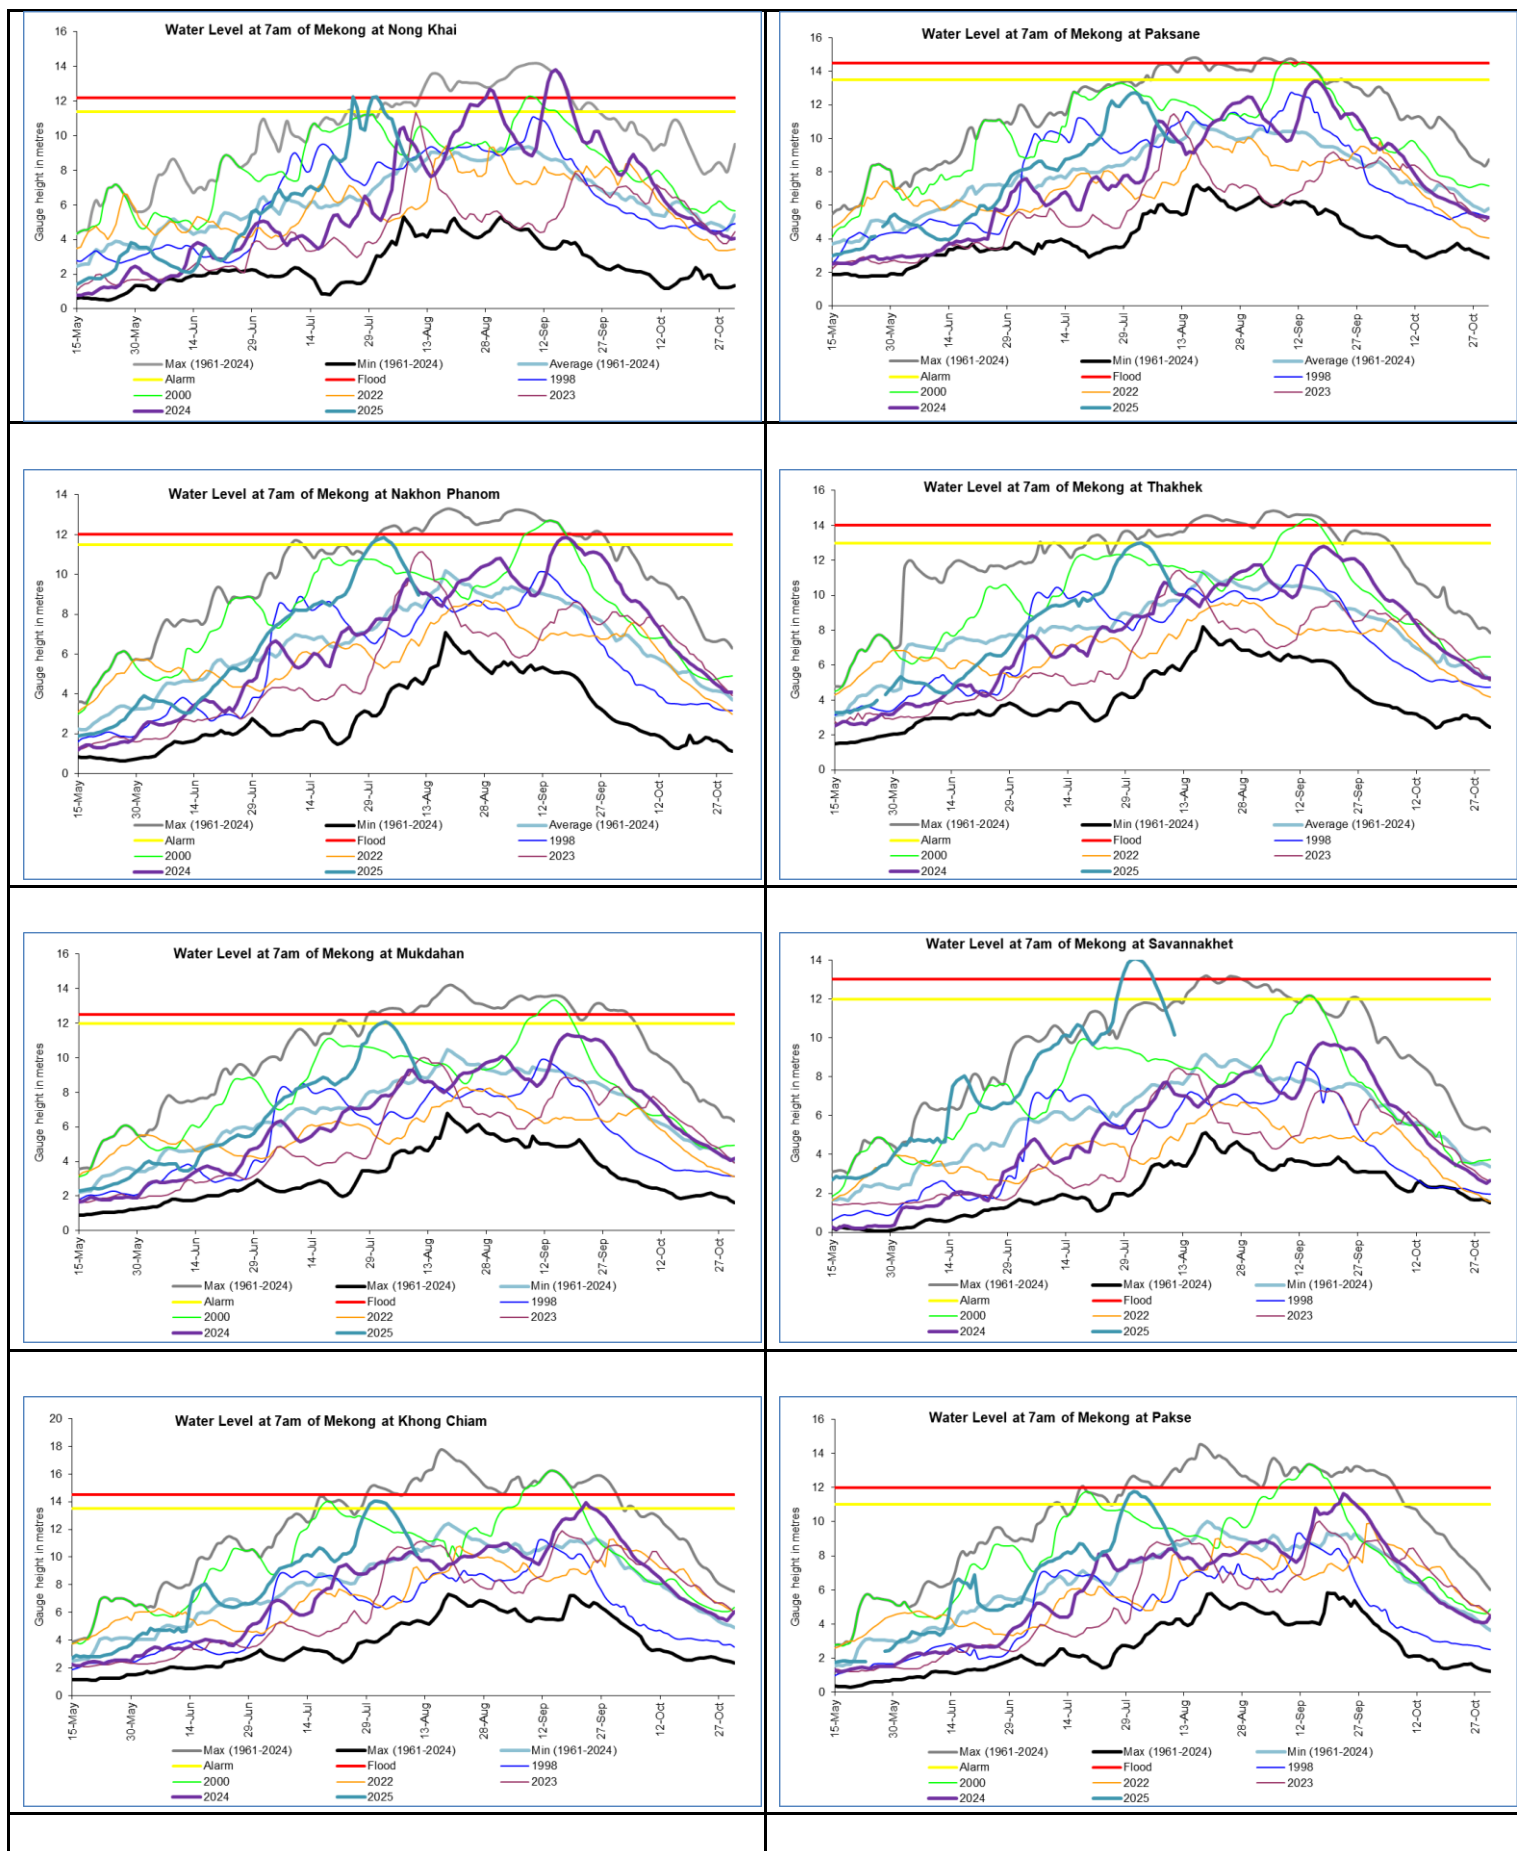 Water Level at 7am of Mekong at Nong Khai
Gauge height in metres
16
14
12
10
8
6
4
2
0
15-May
30-May
14-Jun
29-Jun
14-Jul
29-Jul
13-Aug
28-Aug
12-Sep
27-Sep
12-Oct
27-Oct
Max (1961-2024) Min (1961-2024) Average (1961-2024)
Alarm Flood 1998
2000 2022 2023
2024 2025
Water Level at 7am of Mekong at Paksane
Gauge height in metres
16
14
12
10
8
6
4
2
0
15-May
30-May
14-Jun
29-Jun
14-Jul
29-Jul
13-Aug
28-Aug
12-Sep
27-Sep
12-Oct
27-Oct
Max (1961-2024) Min (1961-2024) Average (1961-2024)
Alarm Flood 1998
2000 2022 2023
2024 2025
Water Level at 7am of Mekong at Nakhon Phanom
Gauge height in metres
14
12
10
8
6
4
2
0
15-May
30-May
14-Jun
29-Jun
14-Jul
29-Jul
13-Aug
28-Aug
12-Sep
27-Sep
12-Oct
27-Oct
Max (1961-2024) Min (1961-2024) Average (1961-2024)
Alarm Flood 1998
2000 2022 2023
2024 2025
Water Level at 7am of Mekong at Thakhek
Gauge height in metres
16
14
12
10
8
6
4
2
0
15-May
30-May
14-Jun
29-Jun
14-Jul
29-Jul
13-Aug
28-Aug
12-Sep
27-Sep
12-Oct
27-Oct
Max (1961-2024) Min (1961-2024) Average (1961-2024)
Alarm Flood 1998
2000 2022 2023
2024 2025
Water Level at 7am of Mekong at Mukdahan
Gauge height in metres
16
14
12
10
8
6
4
2
0
15-May
30-May
14-Jun
29-Jun
14-Jul
29-Jul
13-Aug
28-Aug
12-Sep
27-Sep
12-Oct
27-Oct
Max (1961-2024) Max (1961-2024) Min (1961-2024)
Alarm Flood 1998
2000 2022 2023
2024 2025
Water Level at 7am of Mekong at Savannakhet
Gauge height in metres
14
12
10
8
6
4
2
0
15-May
30-May
14-Jun
29-Jun
14-Jul
29-Jul
13-Aug
28-Aug
12-Sep
27-Sep
12-Oct
27-Oct
Max (1961-2024) Max (1961-2024) Min (1961-2024)
Alarm Flood 1998
2000 2022 2023
2024 2025
Water Level at 7am of Mekong at Khong Chiam
Gauge height in metres
20
18
16
14
12
10
8
6
4
2
0
15-May
30-May
14-Jun
29-Jun
14-Jul
29-Jul
13-Aug
28-Aug
12-Sep
27-Sep
12-Oct
27-Oct
Max (1961-2024) Max (1961-2024) Min (1961-2024)
Alarm Flood 1998
2000 2022 2023
2024 2025
Water Level at 7am of Mekong at Pakse
Gauge height in metres
16
14
12
10
8
6
4
2
0
15-May
30-May
14-Jun
29-Jun
14-Jul
29-Jul
13-Aug
28-Aug
12-Sep
27-Sep
12-Oct
27-Oct
Max (1961-2024) Max (1961-2024) Min (1961-2024)
Alarm Flood 1998
2000 2022 2023
2024 2025